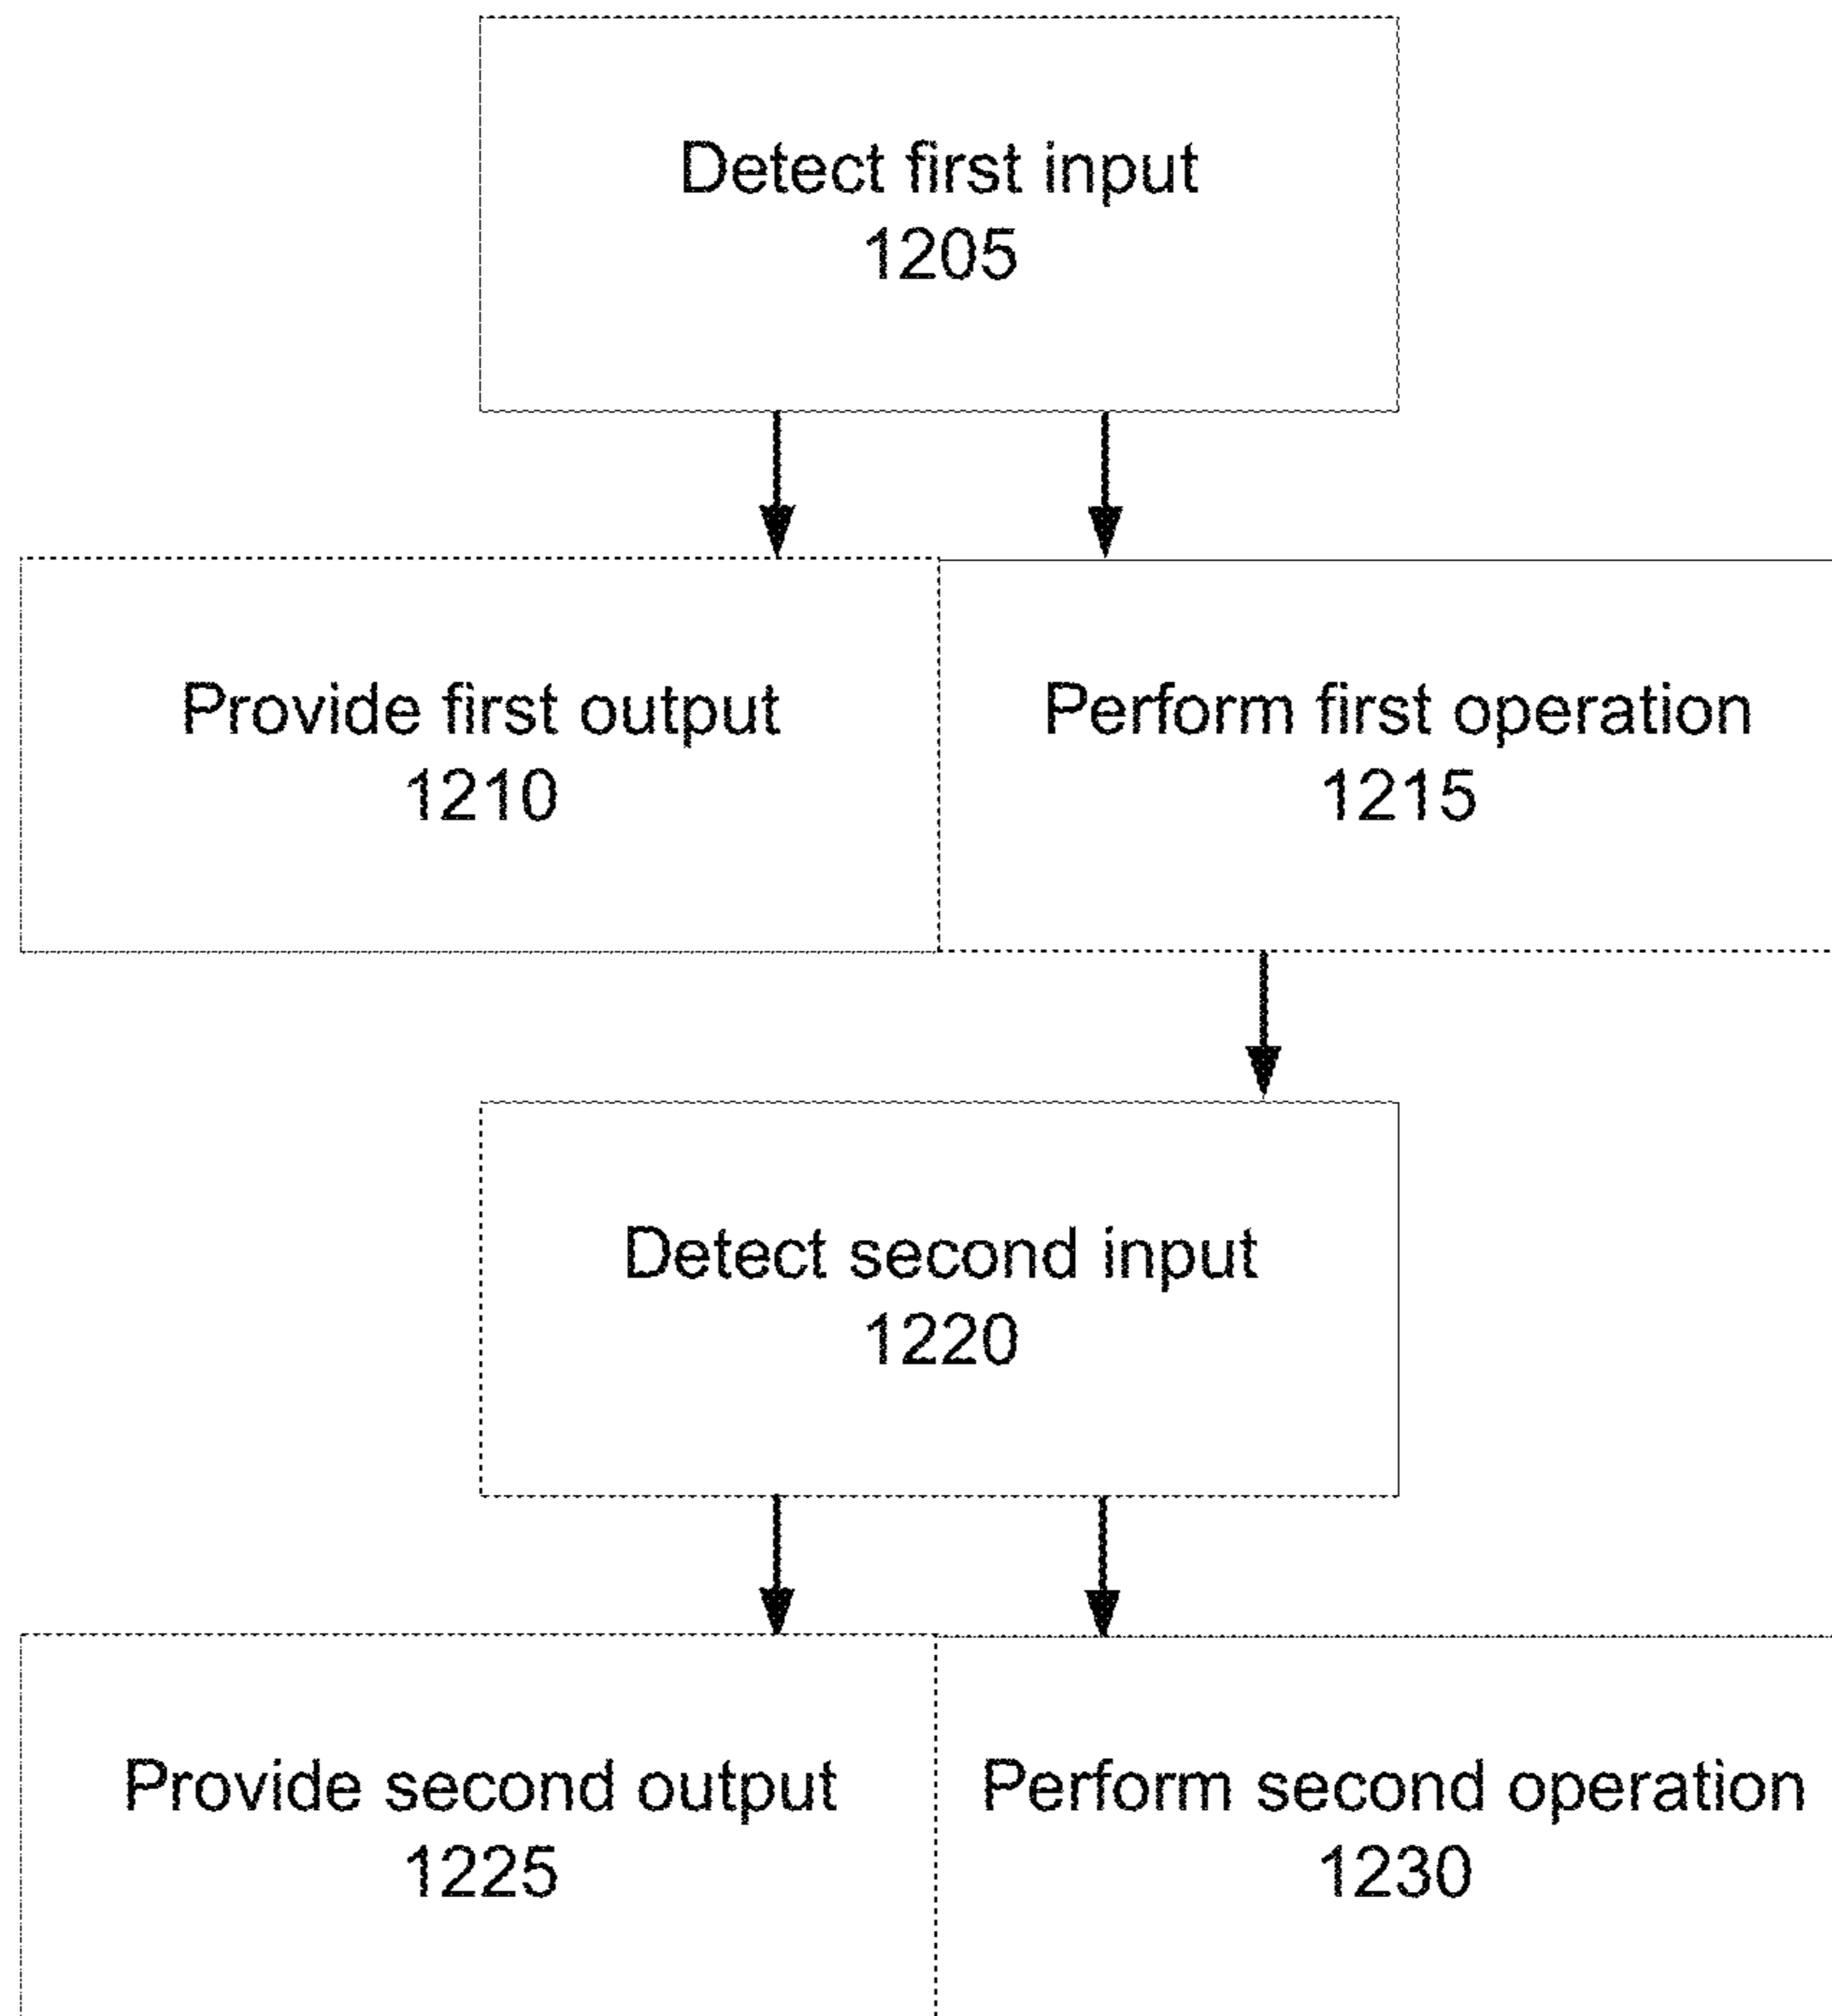 Detect first input
1205
Provide first output
1210
Perform first operation
1215
Detect second input
1220
Provide second output
1225
Perform second operation
1230